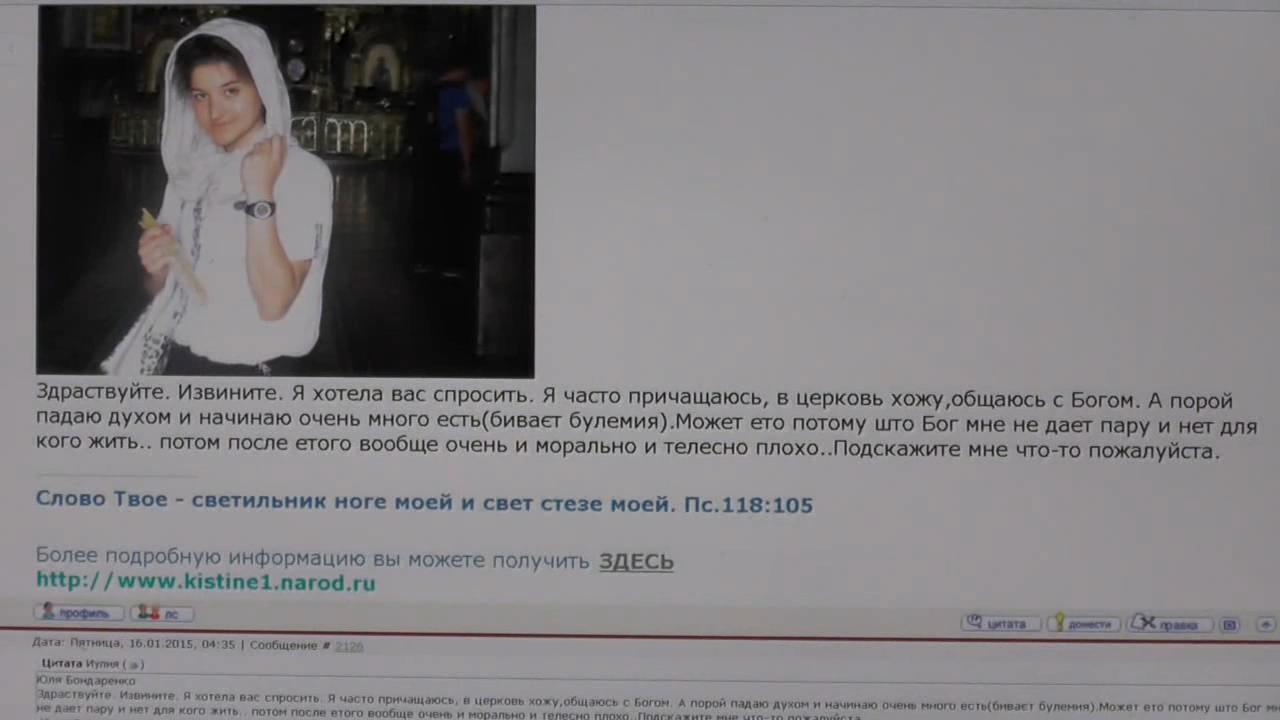 Здраствуйте. Извините. Я хотела вас спросить. Я часто причащаюсь, в церковь хожу,общаюсь с Богом. А порой
падаю духом и начинаю очень много есть(бивает булемия).Может ето потому што Бог мне не дает пару и нет для
кого жить.. потом после етого вообще очень и морально и телесно плохо..Подскажите мне что-то пожалуйста.
Слово Твое - светильник ноге моей и свет стезе моей. Пс.118:105
Более подробную информацию вы можете получить ЗДЕСЬ
http://www.kistine1.narod.ru
профиль лс цитата донести правка
Дата: Пятница, 16.01.2015, 04:35 | Сообщение # 2126
Цитата Иулия ( )
Юля Бондаренко
Здраствуйте. Извините. Я хотела вас спросить. Я часто причащаюсь, в церковь хожу,общаюсь с Богом. А порой падаю духом и начинаю очень много есть(бивает булемия).Может ето потому што Бог
не дает пару и нет для кого жить.. потом после етого вообще очень и морально и телесно плохо..Подскажите мне что-то пожалуйста.